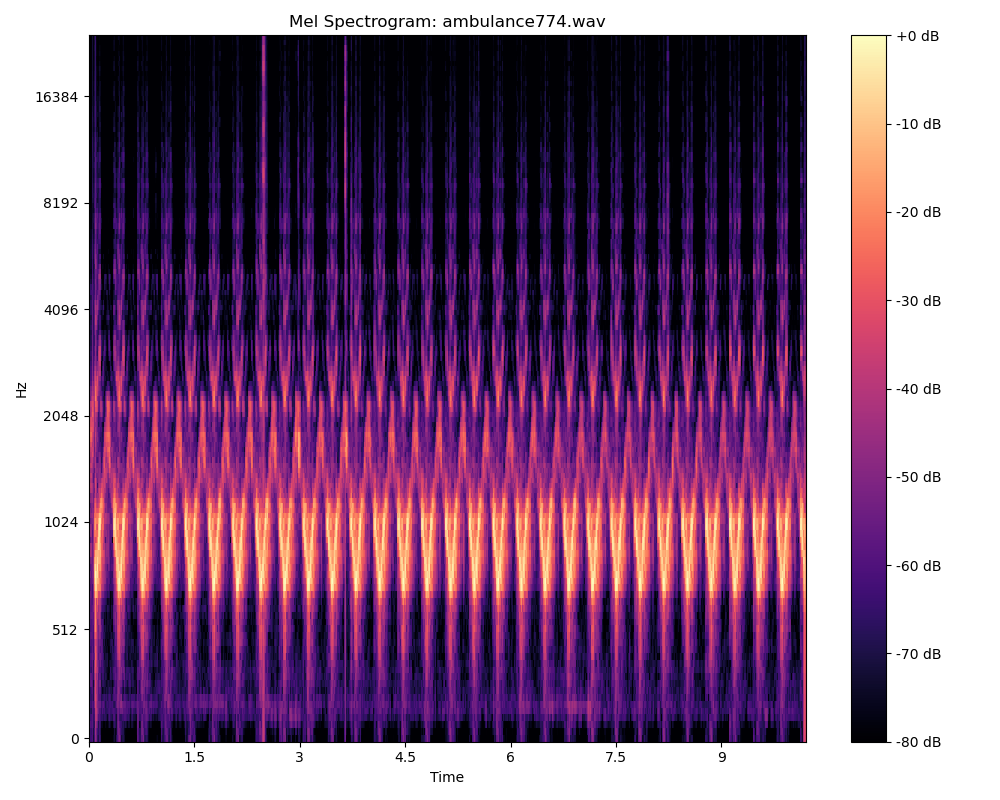 Mel Spectrogram: ambulance774.wav
+0 dB
16384
-10 dB
8192
-20 dB
4096
-30 dB
Hz
2048
-40 dB
1024
-50 dB
512
-60 dB
0
-70 dB
-80 dB
0 1.5 3 4.5 6 7.5 9
Time